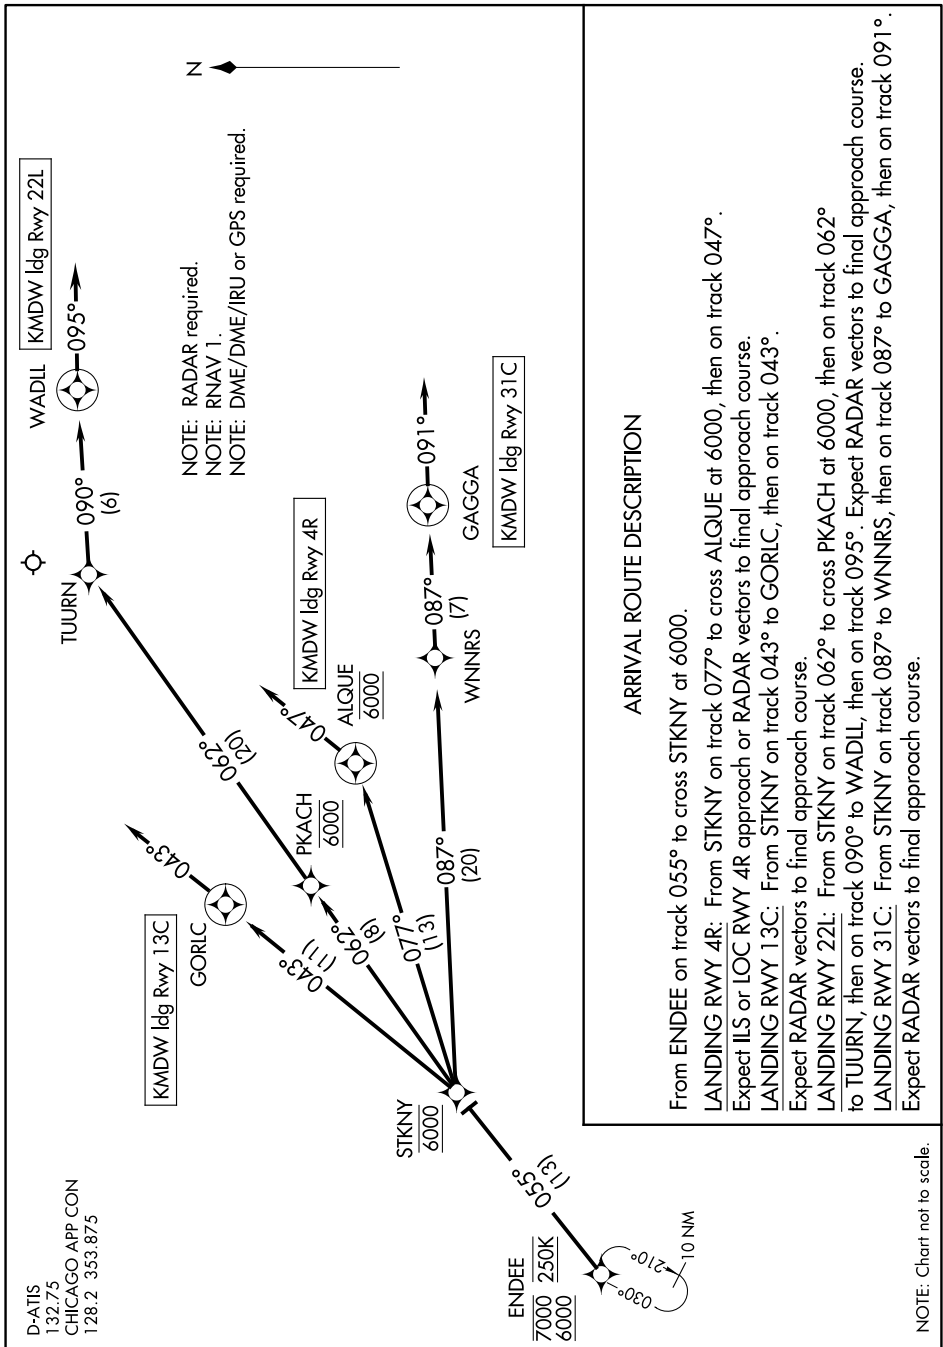 D-ATIS
132.75
CHICAGO APP CON
128.2 353.875
N
NOTE: RADAR required.
NOTE: RNAV 1.
NOTE: DME/DME/IRU or GPS required.
KMDW ldg Rwy 22L
WADLL
095°
090°
(6)
TUURN
062°
(20)
KMDW ldg Rwy 13C
GORLC
043°
043°
(11)
PKACH
6000
062°
(8)
KMDW ldg Rwy 4R
ALQUE
6000
047°
077°
(13)
KMDW ldg Rwy 31C
GAGGA
091°
087°
(7)
WNNRS
087°
(20)
STKNY
6000
055°
(13)
ENDEE
7000 250K
6000
030°
210°
10 NM
ARRIVAL ROUTE DESCRIPTION
From ENDEE on track 055° to cross STKNY at 6000.
LANDING RWY 4R: From STKNY on track 077° to cross ALQUE at 6000, then on track 047°.
Expect ILS or LOC RWY 4R approach or RADAR vectors to final approach course.
LANDING RWY 13C: From STKNY on track 043° to GORLC, then on track 043°.
Expect RADAR vectors to final approach course.
LANDING RWY 22L: From STKNY on track 062° to cross PKACH at 6000, then on track 062°
to TUURN, then on track 090° to WADLL, then on track 095°. Expect RADAR vectors to final approach course.
LANDING RWY 31C: From STKNY on track 087° to WNNRS, then on track 087° to GAGGA, then on track 091°.
Expect RADAR vectors to final approach course.
NOTE: Chart not to scale.